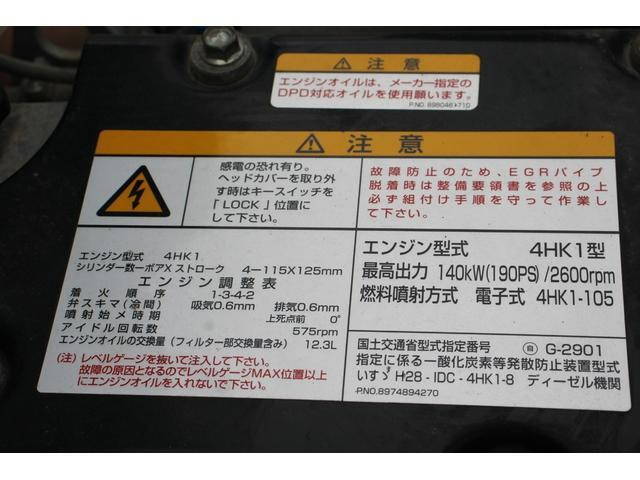 注意
エンジンオイルは、メーカー指定の
DPD対応オイルを使用願います。
注意
感電の恐れ有り。
ヘッドカバーを取り外
す時はキースイッチを
「LOCK」位置に
して下さい。
故障防止のため、EGRパイプ
脱着時は整備要領書を参照の上
必ず組付け手順を守って作業
して下さい。
エンジン型式 4HK1
シリンダー数ーボアXストローク 4ー115X125mm
エンジン調整表
着火順序 1-3-4-2
弁スキマ(冷間) 吸気0.6mm 排気0.6mm
噴射始メ時期 上死点前 0°
アイドル回転数 575rpm
エンジンオイルの交換量(フィルター部交換量含み) 12.3L
(注)レベルゲージを抜いて注入して下さい。
故障の原因となるのでレベルゲージMAX位置以上
にエンジンオイルを入れないで下さい。
エンジン型式 4HK1型
最高出力 140kW(190PS)/2600rpm
燃料噴射方式 電子式 4HK1-105
国土交通省型式指定番号 自 G-2901
指定に係る一酸化炭素等発散防止装置型式
いすゞ H28-IDC-4HK1-8 ディーゼル機関
P.NO.8974894270